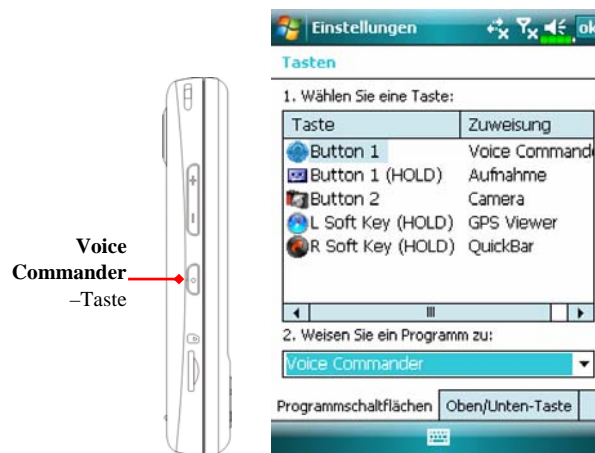 Voice
Commander
–Taste
Einstellungen
ok
Tasten
1. Wählen Sie eine Taste:
Taste Zuweisung
Button 1 Voice Command
Button 1 (HOLD) Aufnahme
Button 2 Camera
L Soft Key (HOLD) GPS Viewer
R Soft Key (HOLD) QuickBar
2. Weisen Sie ein Programm zu:
Voice Commander
Programmschaltflächen Oben/Unten-Taste